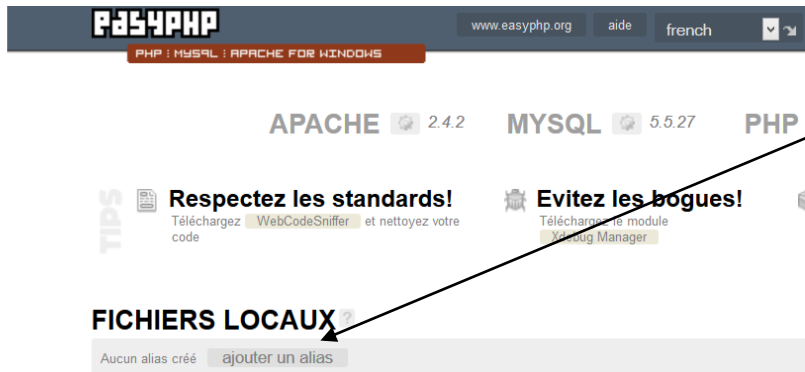 easyPHP www.easyphp.org aide french
PHP : MySQL : APACHE FOR WINDOWS
APACHE 2.4.2 MYSQL 5.5.27 PHP
TIPS
Respectez les standards! Evitez les bogues!
Téléchargez WebCodeSniffer et nettoyez votre
code
Téléchargez le module
Xdebug Manager
FICHIERS LOCAUX ?
Aucun alias créé ajouter un alias